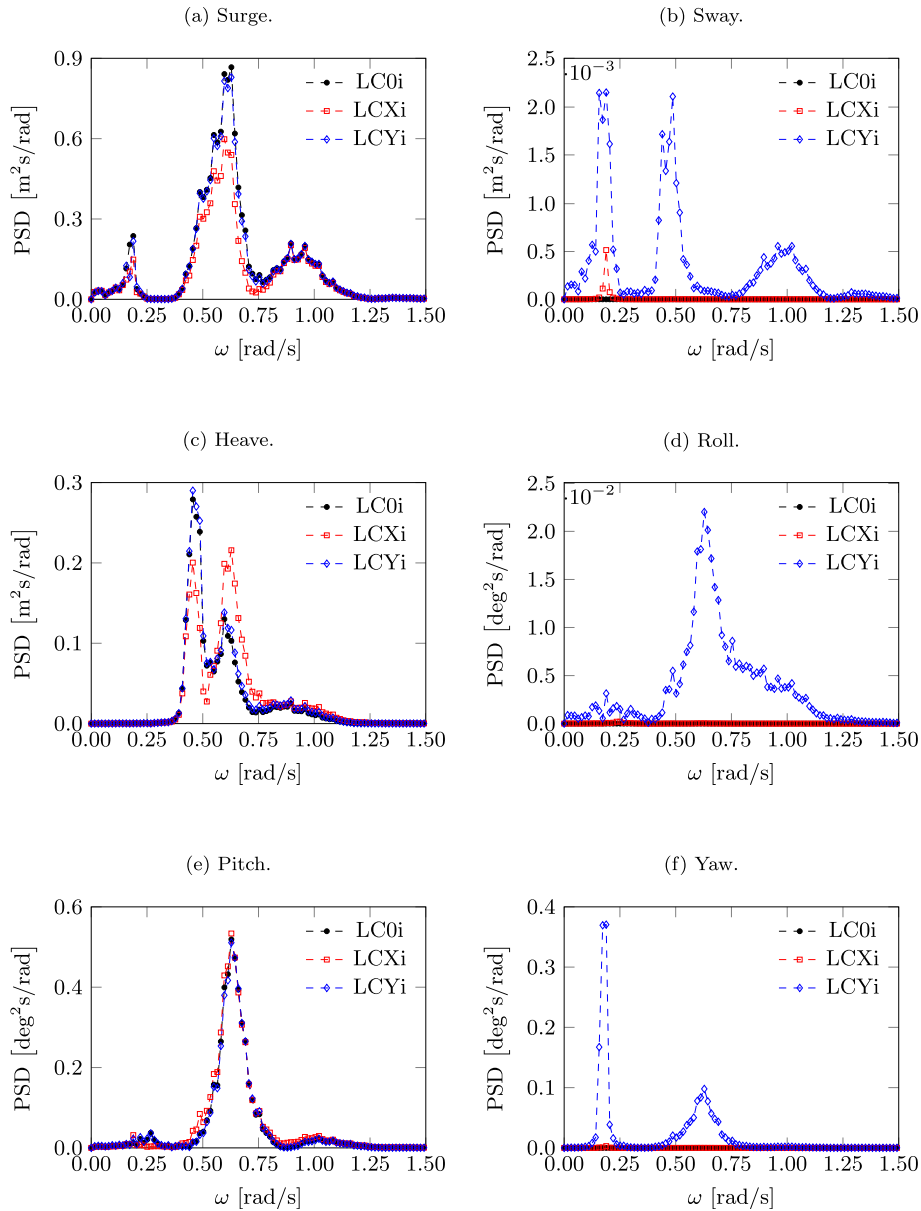 (a) Surge.
PSD [m²s/rad]
0.9
0.6
0.3
0.0
LC0i
LCXi
LCYi
0.00 0.25 0.50 0.75 1.00 1.25 1.50
ω [rad/s]
(b) Sway.
PSD [m²s/rad]
·10⁻³
2.5
2.0
1.5
1.0
0.5
0.0
LC0i
LCXi
LCYi
0.00 0.25 0.50 0.75 1.00 1.25 1.50
ω [rad/s]
(c) Heave.
PSD [m²s/rad]
0.3
0.2
0.1
0.0
LC0i
LCXi
LCYi
0.00 0.25 0.50 0.75 1.00 1.25 1.50
ω [rad/s]
(d) Roll.
PSD [deg²s/rad]
·10⁻²
2.5
2.0
1.5
1.0
0.5
0.0
LC0i
LCXi
LCYi
0.00 0.25 0.50 0.75 1.00 1.25 1.50
ω [rad/s]
(e) Pitch.
PSD [deg²s/rad]
0.6
0.4
0.2
0.0
LC0i
LCXi
LCYi
0.00 0.25 0.50 0.75 1.00 1.25 1.50
ω [rad/s]
(f) Yaw.
PSD [deg²s/rad]
0.4
0.3
0.2
0.1
0.0
LC0i
LCXi
LCYi
0.00 0.25 0.50 0.75 1.00 1.25 1.50
ω [rad/s]